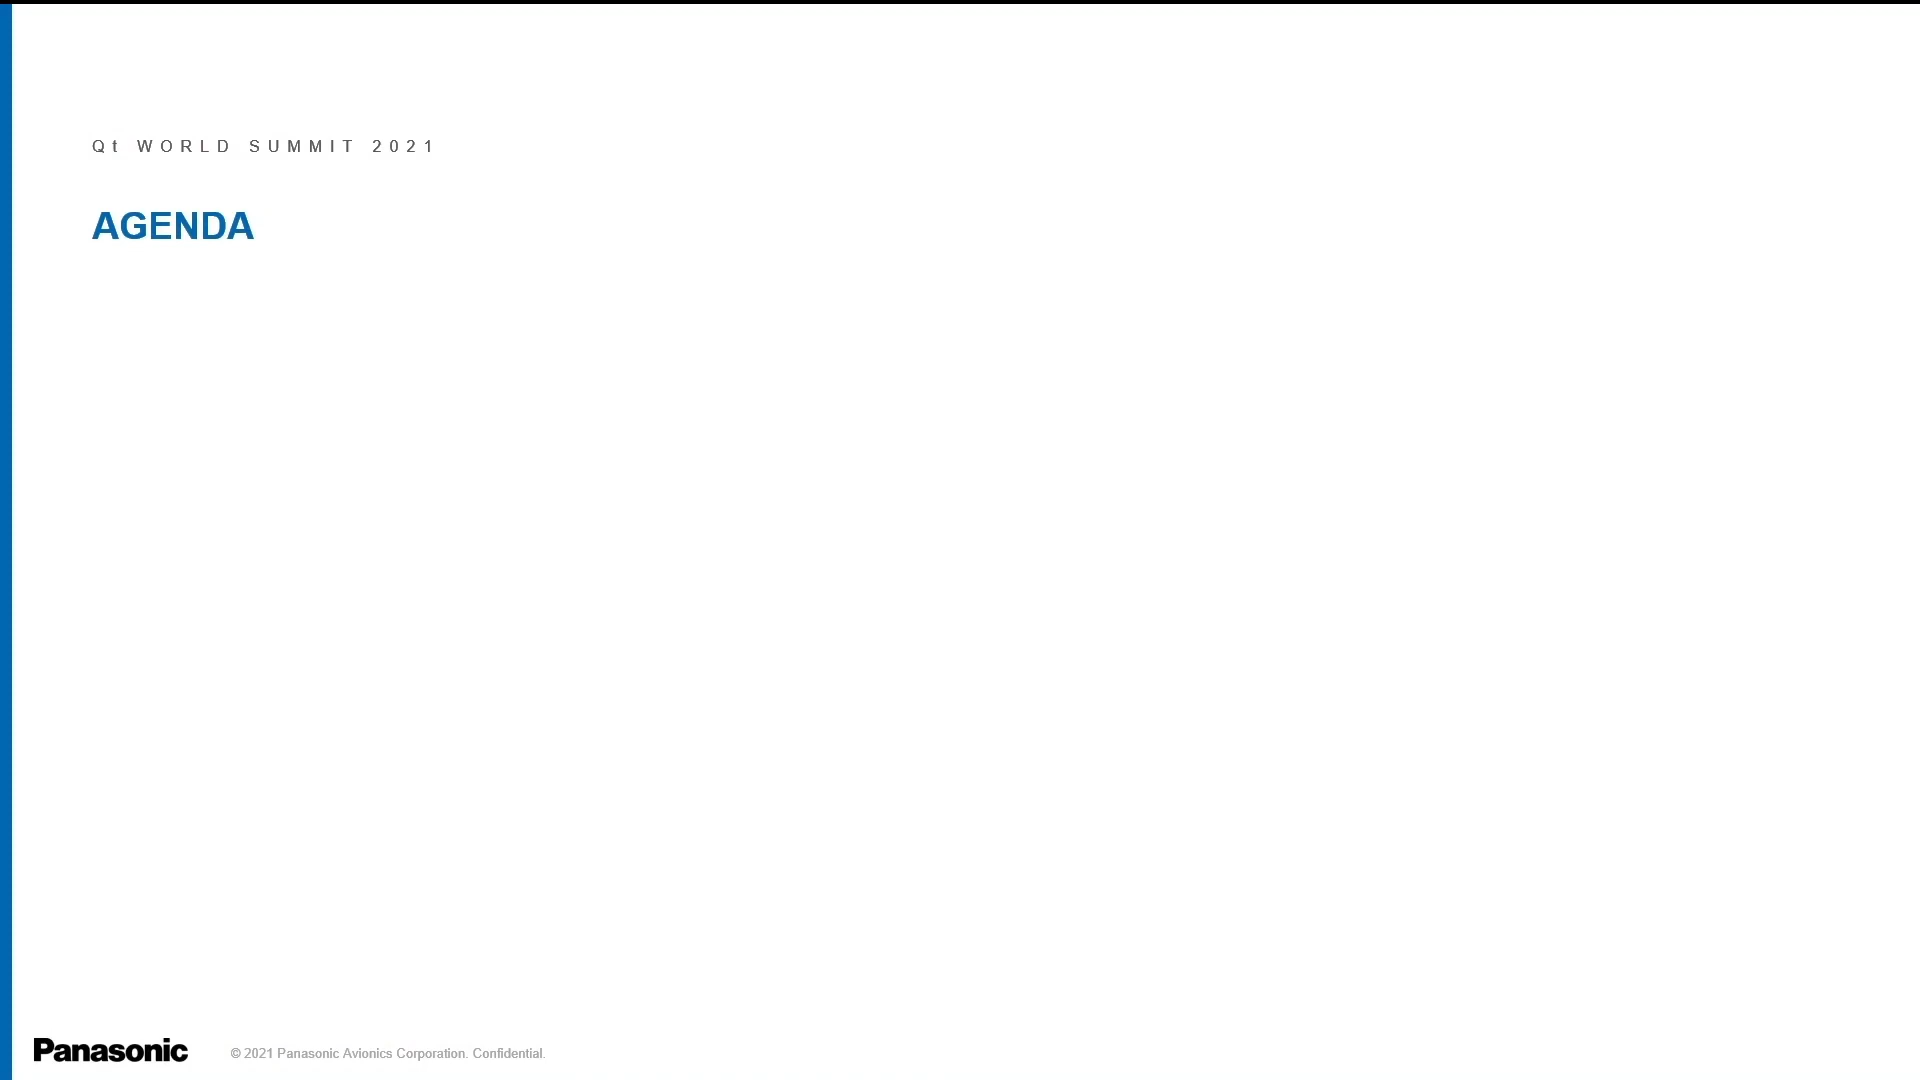 Qt WORLD SUMMIT 2021
AGENDA
Panasonic
© 2021 Panasonic Avionics Corporation. Confidential.